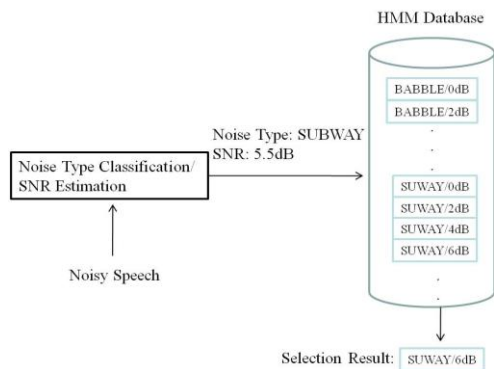 HMM Database
BABBLE/0dB
BABBLE/2dB
.
.
.
Noise Type: SUBWAY
SNR: 5.5dB
Noise Type Classification/
SNR Estimation
SUWAY/0dB
SUWAY/2dB
SUWAY/4dB
SUWAY/6dB
.
.
Noisy Speech
Selection Result: SUWAY/6dB